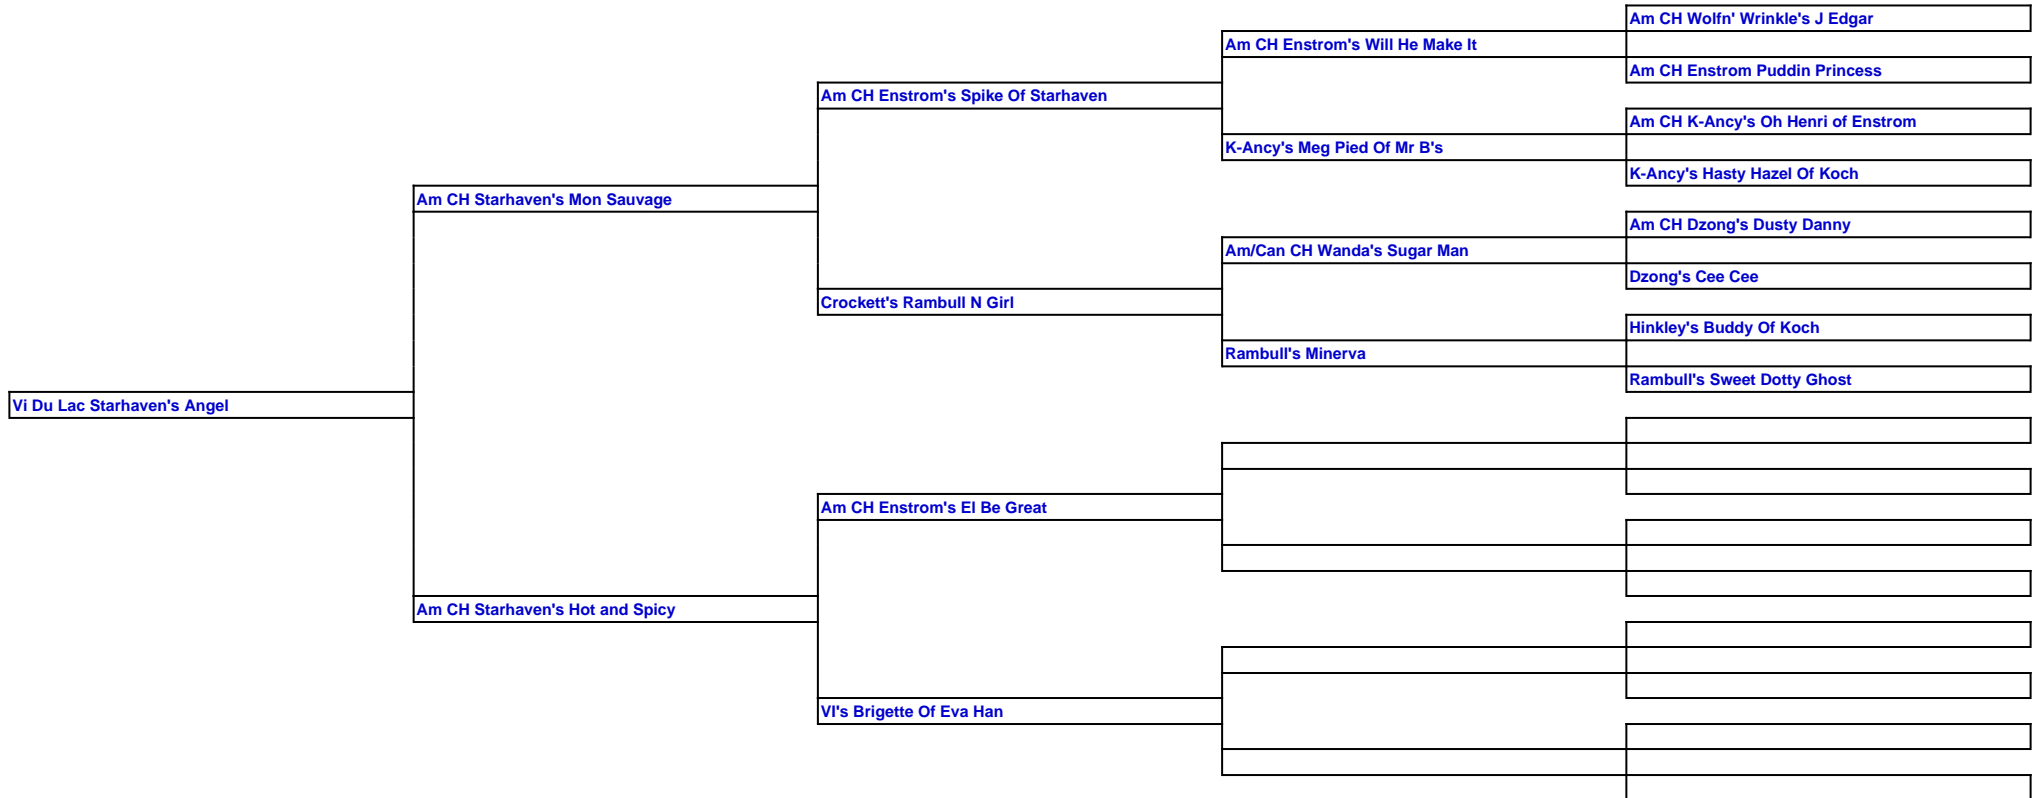 Am CH Wolfn' Wrinkle's J Edgar
Am CH Enstrom's Will He Make It
Am CH Enstrom Puddin Princess
Am CH Enstrom's Spike Of Starhaven
Am CH K-Ancy's Oh Henri of Enstrom
K-Ancy's Meg Pied Of Mr B's
K-Ancy's Hasty Hazel Of Koch
Am CH Starhaven's Mon Sauvage
Am CH Dzong's Dusty Danny
Am/Can CH Wanda's Sugar Man
Dzong's Cee Cee
Crockett's Rambull N Girl
Hinkley's Buddy Of Koch
Rambull's Minerva
Rambull's Sweet Dotty Ghost
Vi Du Lac Starhaven's Angel
Am CH Enstrom's El Be Great
Am CH Starhaven's Hot and Spicy
VI's Brigette Of Eva Han